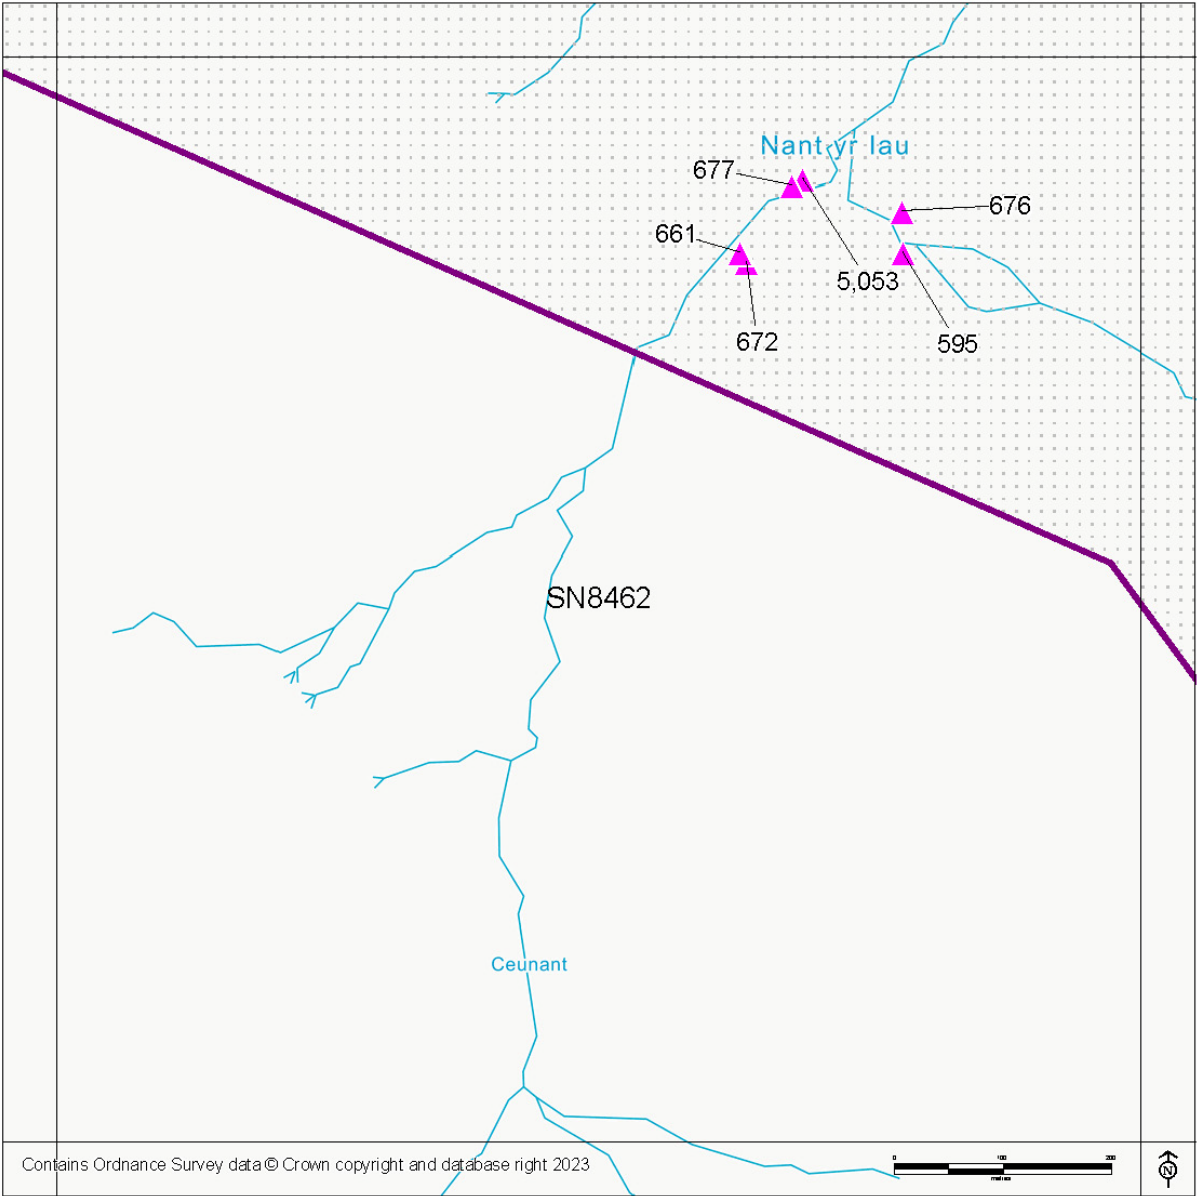 Nant yr Iau
677
676
661
5,053
672
595
SN8462
Ceunant
Contains Ordnance Survey data © Crown copyright and database right 2023
0 100 200
metres
N